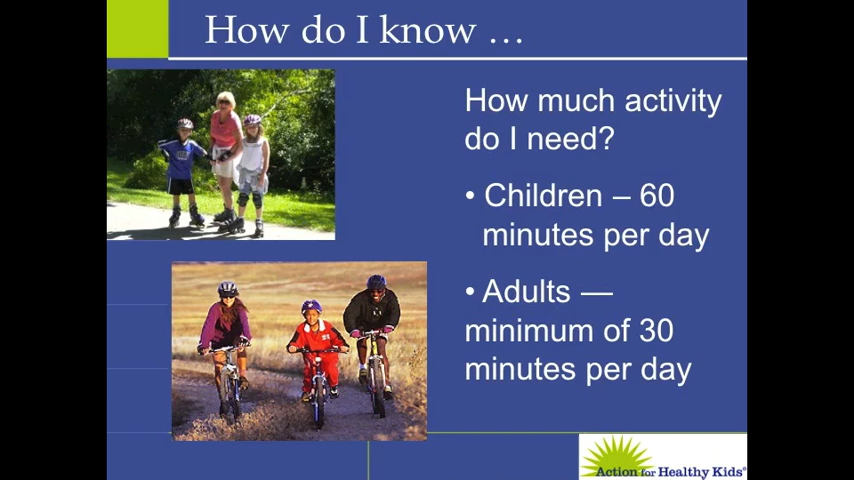 How do I know …
How much activity
do I need?
• Children – 60
minutes per day
• Adults —
minimum of 30
minutes per day
Action for Healthy Kids®